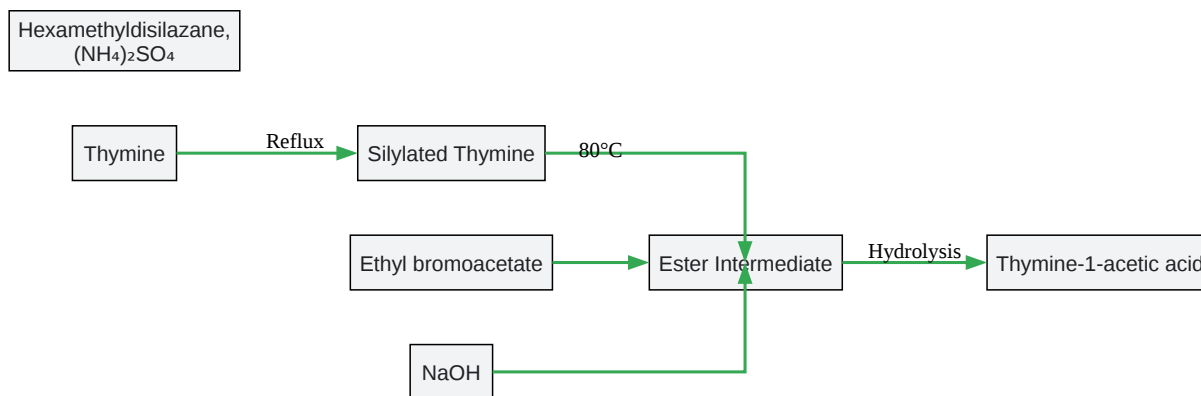 Hexamethyldisilazane,
(NH₄)₂SO₄
Reflux
Thymine
Silylated Thymine
80°C
Ethyl bromoacetate
Ester Intermediate
Hydrolysis
Thymine-1-acetic acid
NaOH